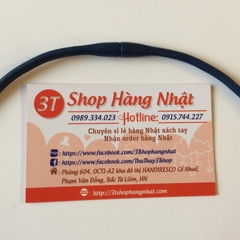 3T Shop Hàng Nhật
0989.334.023 Hotline: 0915.744.227
Chuyên sỉ lẻ hàng Nhật xách tay
Nhận order hàng Nhật
: https://www.facebook.com/3Tshophangnhat
: https://www.facebook.com/ThaThuy3Tshop
: Phòng 604, OCT1-A2 khu đô thị HANDIRESCO Cổ Nhuế,
Phạm Văn Đồng, Bắc Từ Liêm, HN
http://3tshophangnhat.com